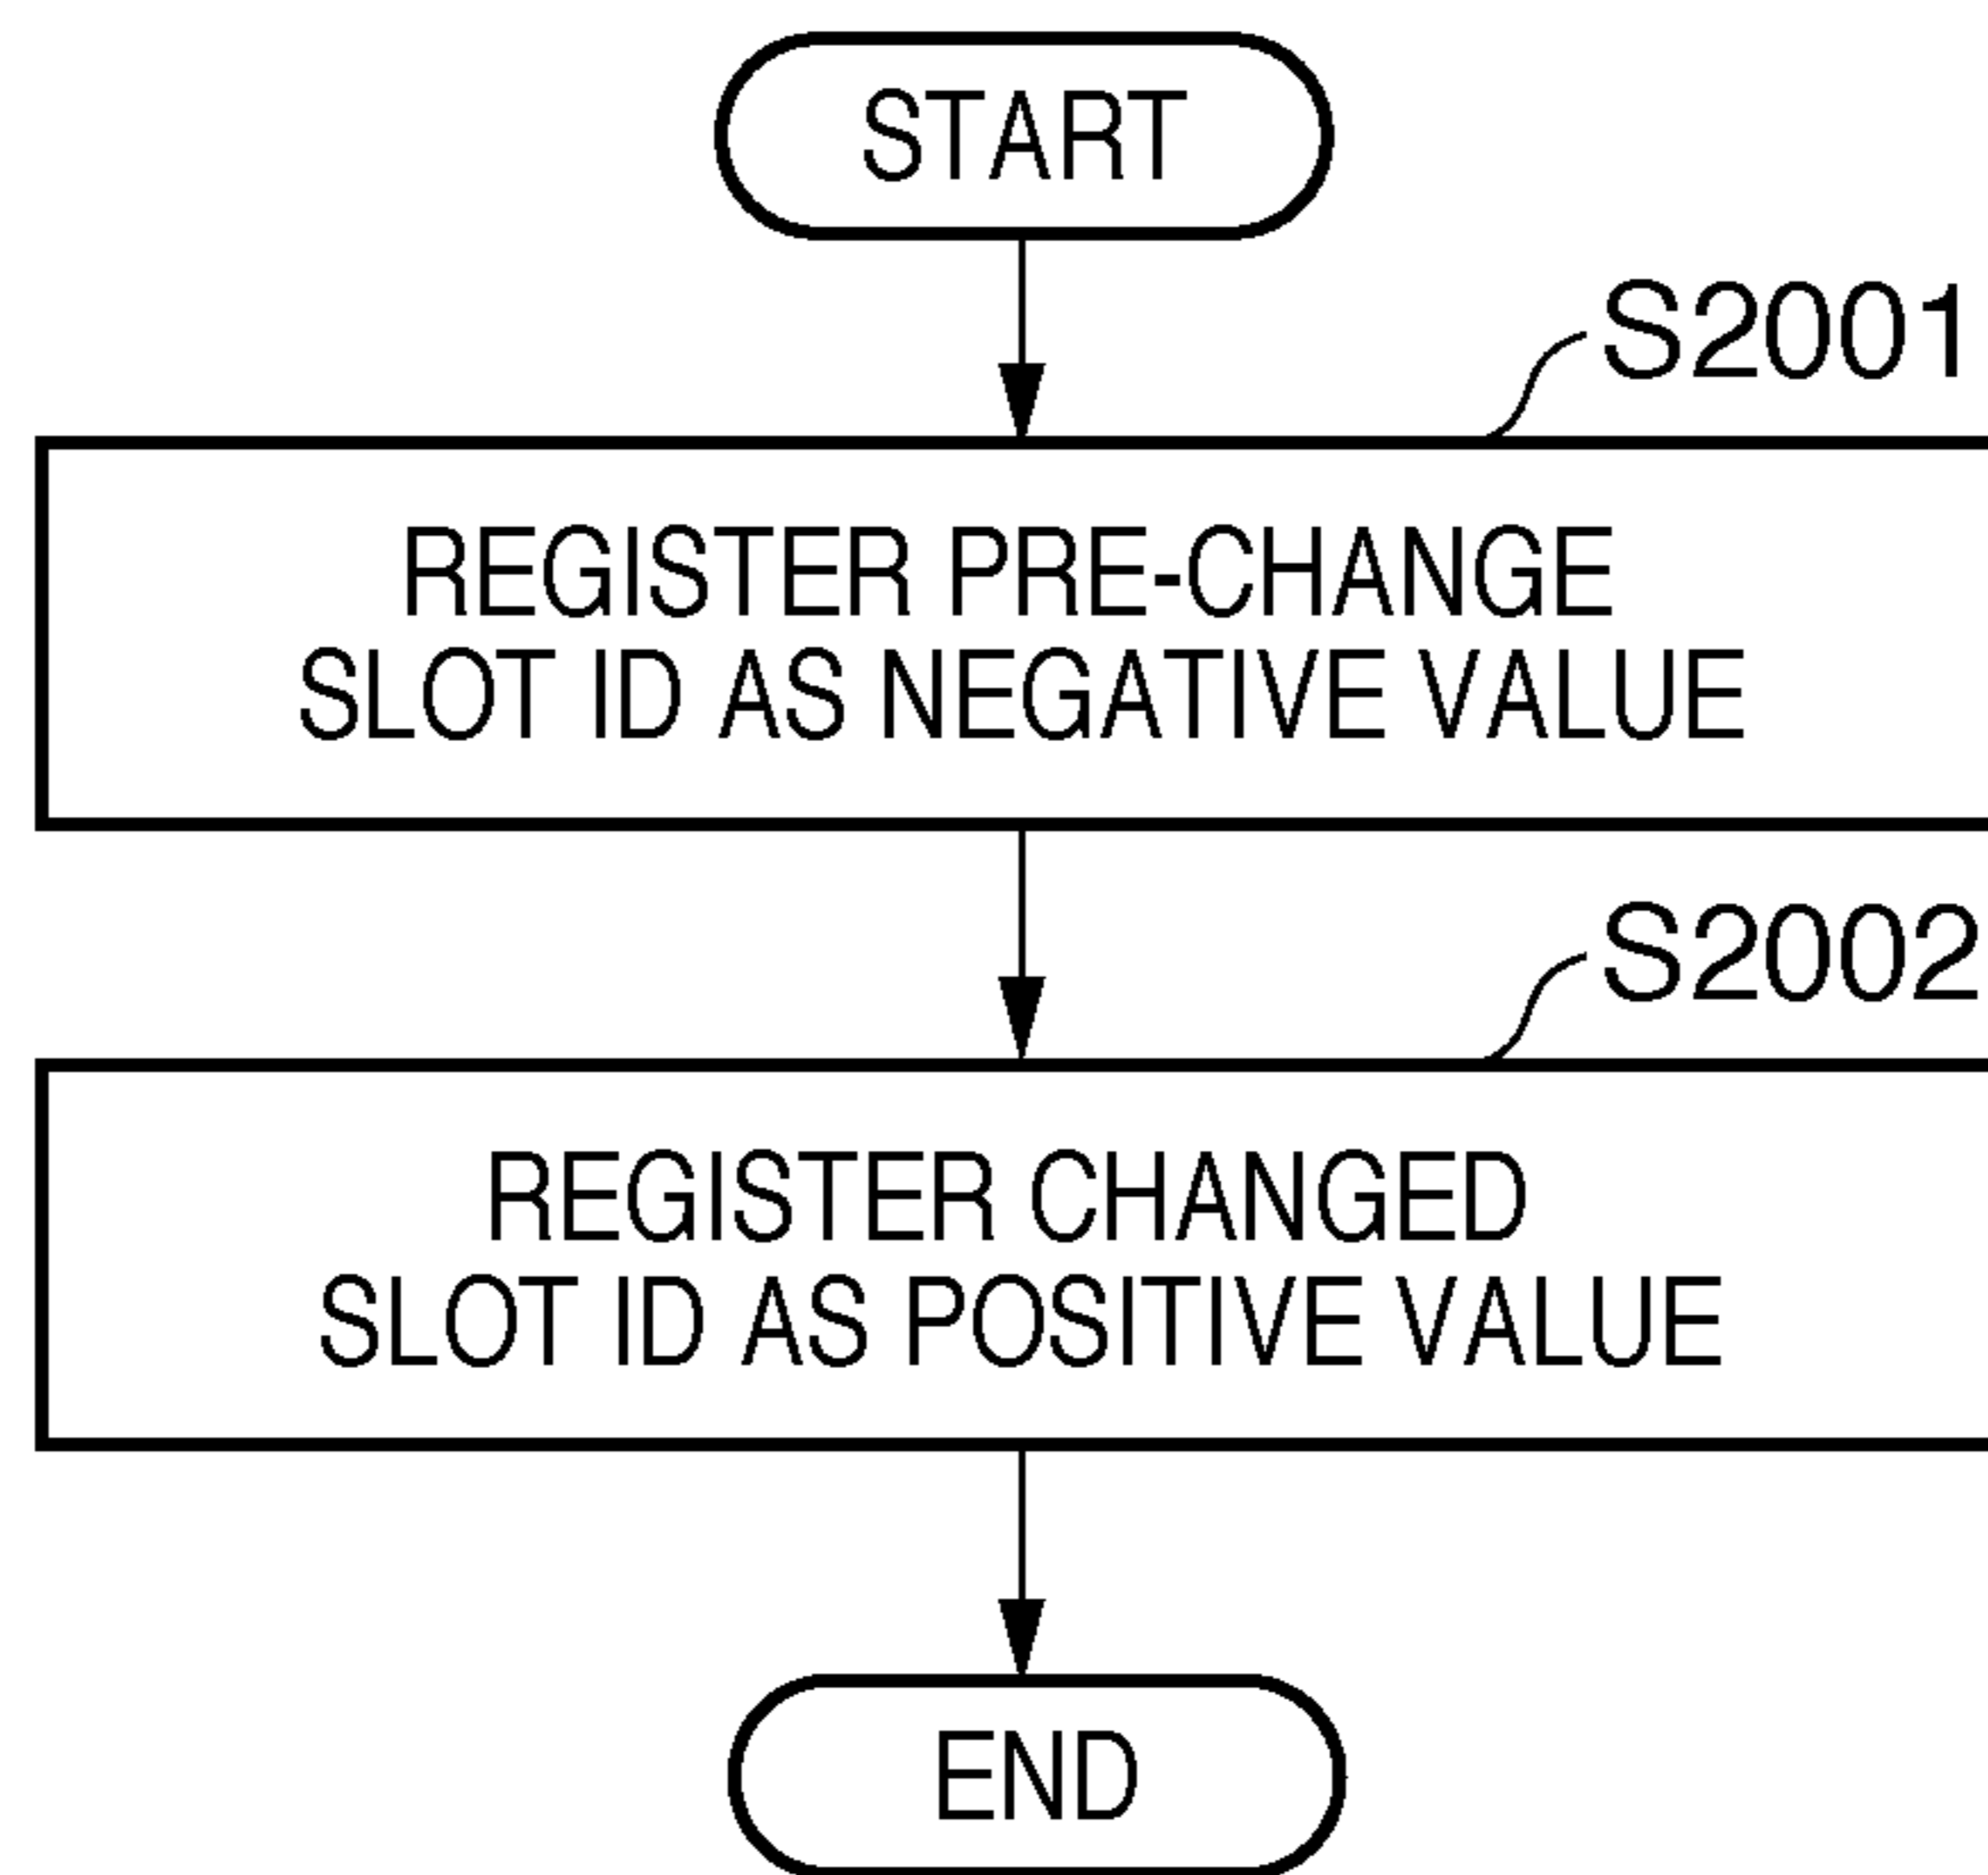 START
S2001
REGISTER PRE-CHANGE
SLOT ID AS NEGATIVE VALUE
S2002
REGISTER CHANGED
SLOT ID AS POSITIVE VALUE
END